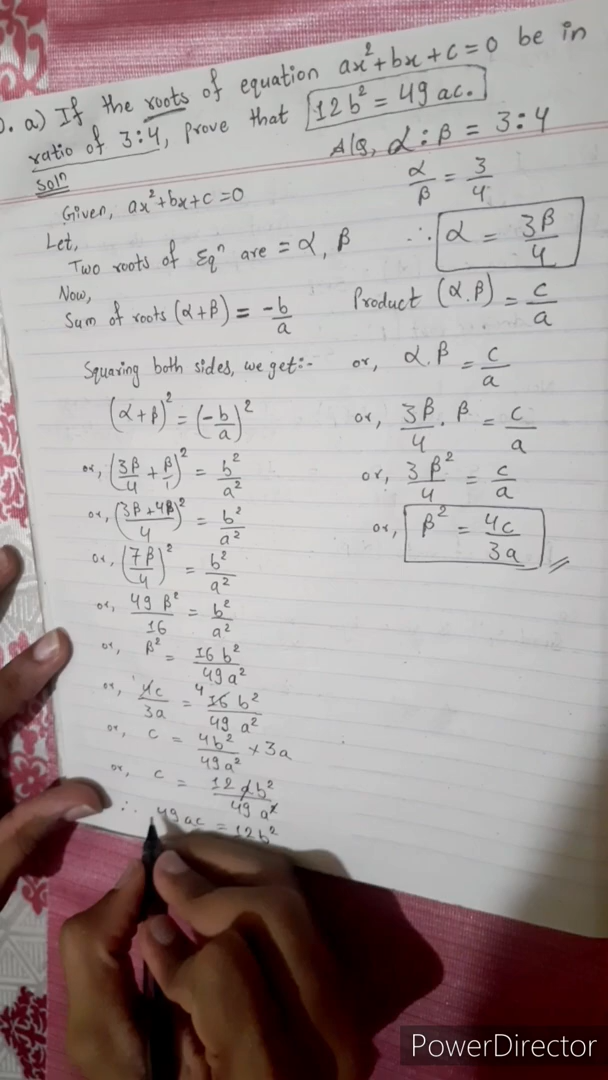 0. a) If the roots of equation ax²+bx+c=0 be in
ratio of 3:4, prove that 12b² = 49ac.
Solⁿ
A/Q, α:β = 3:4
α/β = 3/4
∴ α = 3β/4
Given, ax²+bx+c=0
Let,
Two roots of Eqⁿ are = α, β
Now,
Sum of roots (α+β) = -b/a
Squaring both sides, we get:-
(α+β)² = (-b/a)²
or, (3β/4 + β/1)² = b²/a²
or, (3β+4β/4)² = b²/a²
or, (7β/4)² = b²/a²
or, 49β²/16 = b²/a²
or, β² = 16b²/49a²
or, 4c/3a = 4 16b²/49a²
or, c = 4b²/49a² × 3a
or, c = 12ab²/49a²
∴ 49ac = 12b²
Product (α.β) = c/a
or, α.β = c/a
or, 3β/4 . β = c/a
or, 3β²/4 = c/a
or, β² = 4c/3a
PowerDirector